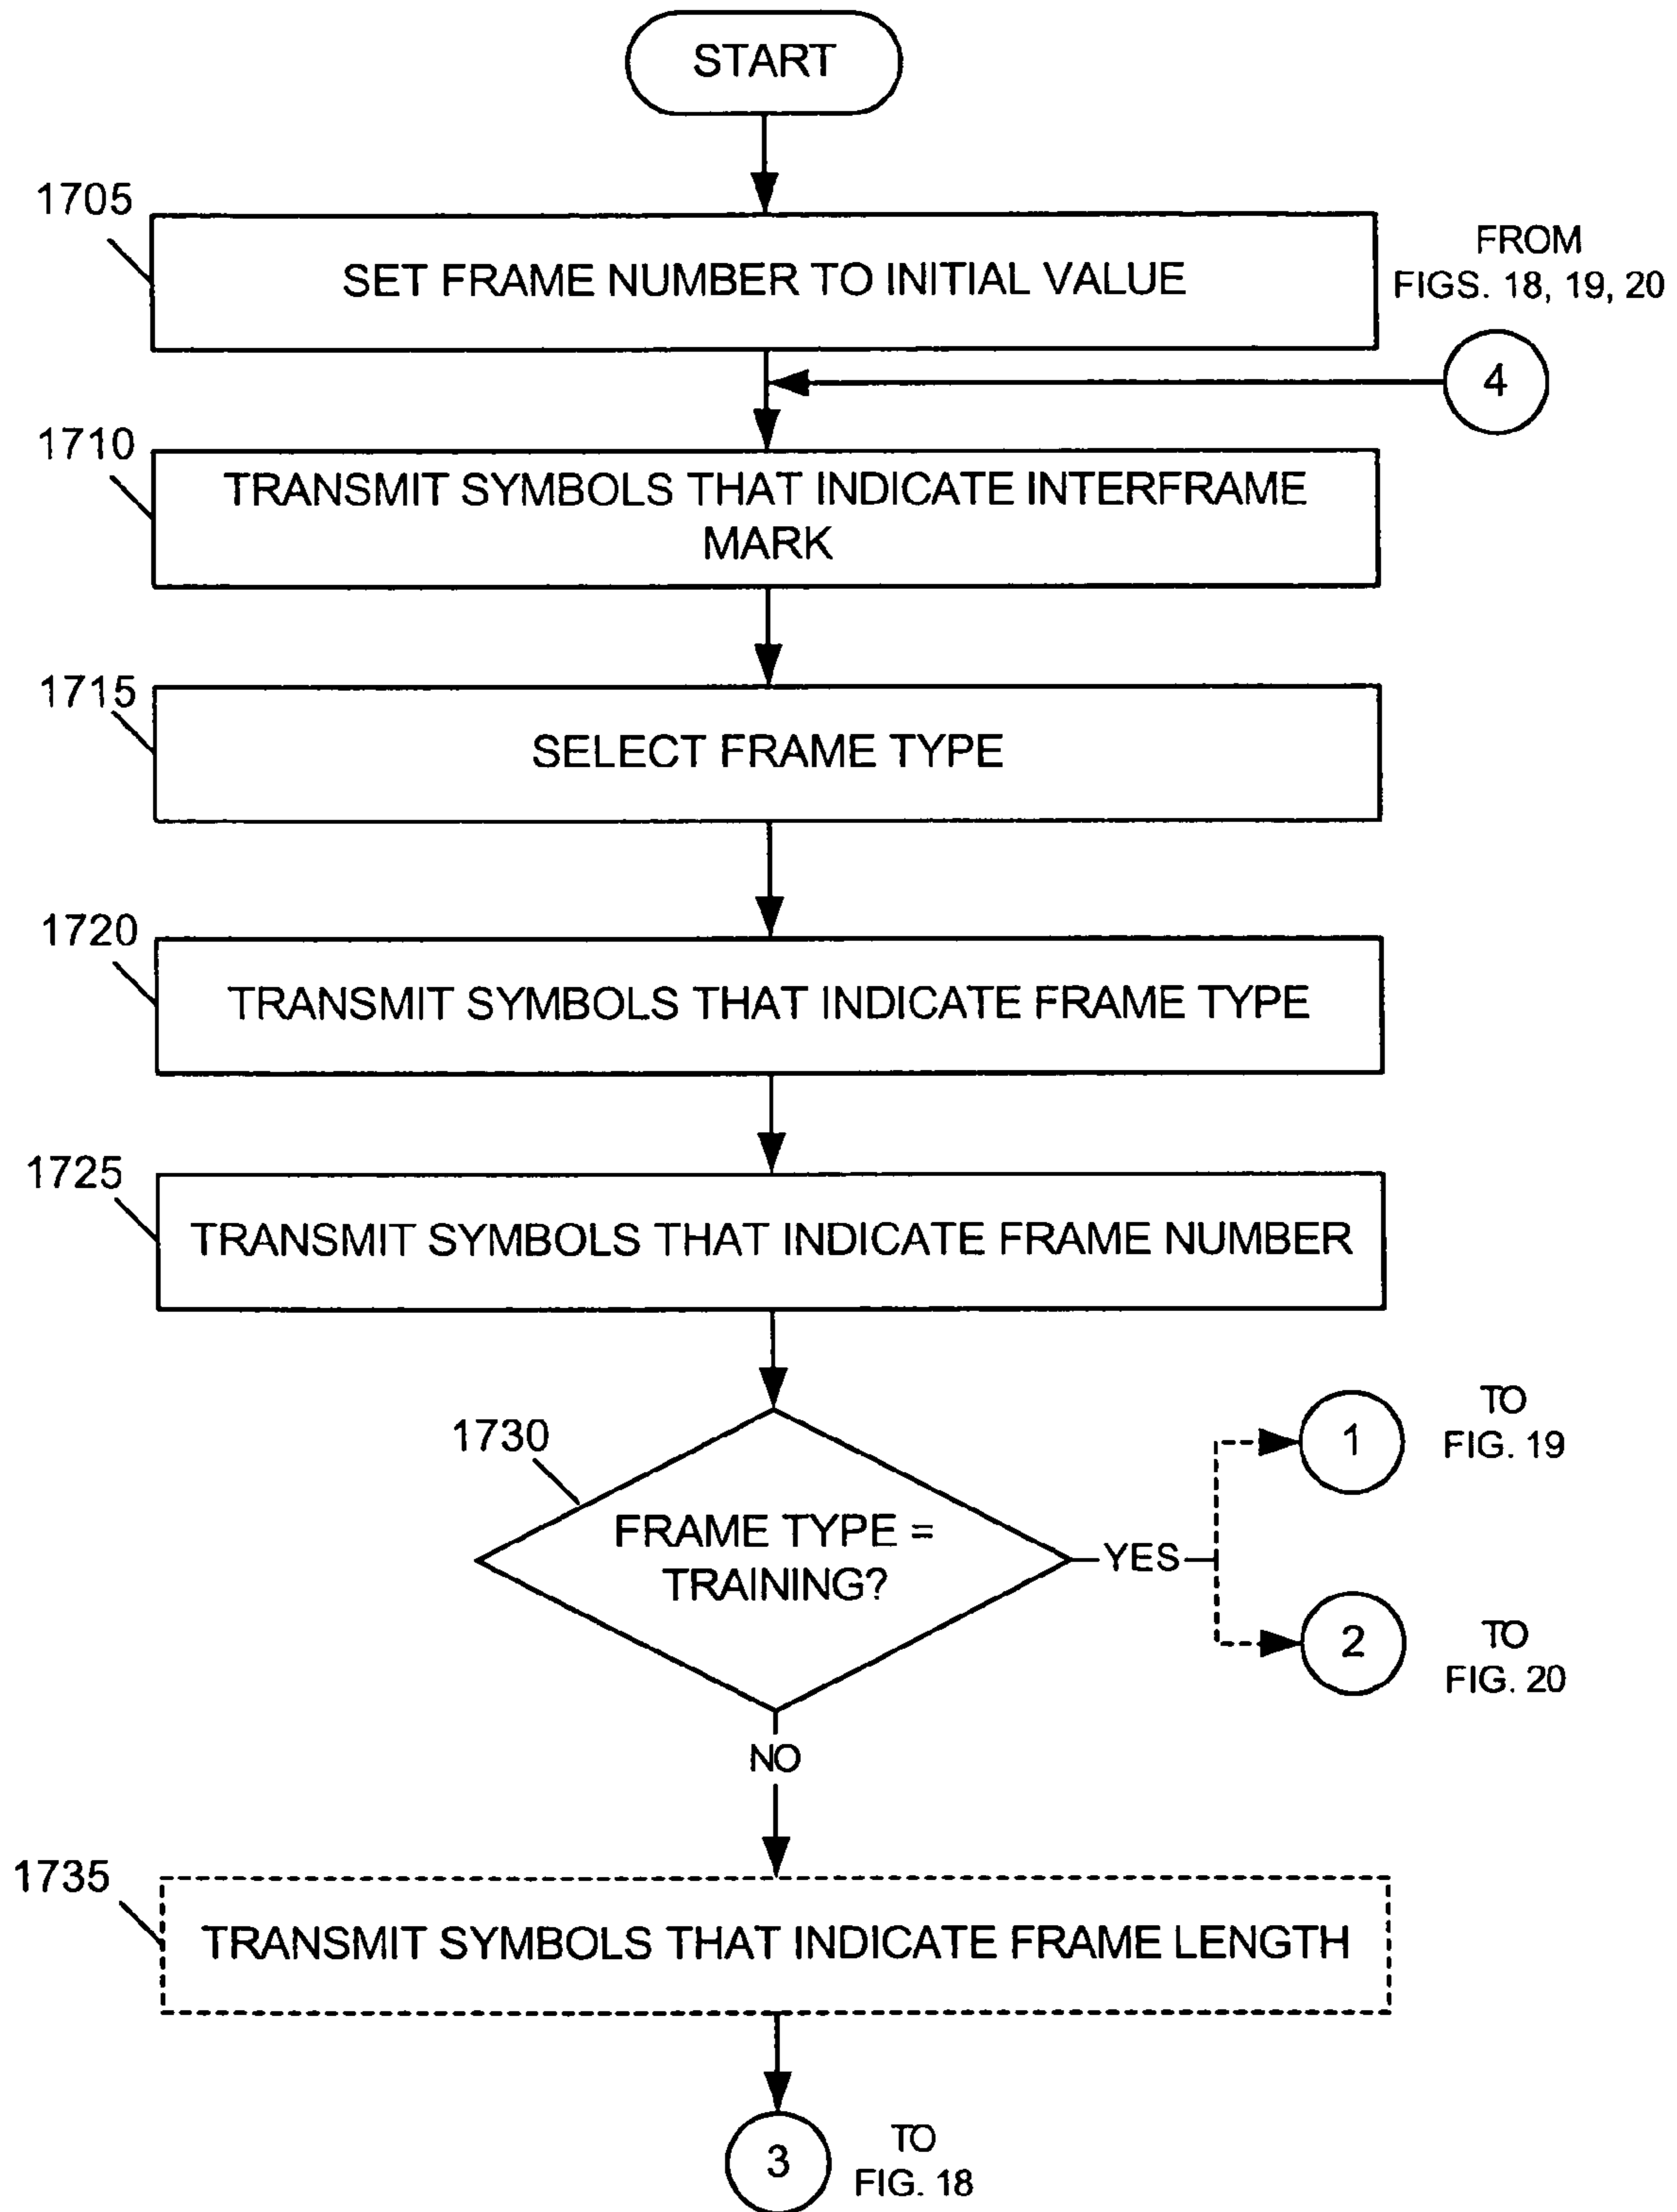 START
1705
SET FRAME NUMBER TO INITIAL VALUE
FROM
FIGS. 18, 19, 20
4
1710
TRANSMIT SYMBOLS THAT INDICATE INTERFRAME
MARK
1715
SELECT FRAME TYPE
1720
TRANSMIT SYMBOLS THAT INDICATE FRAME TYPE
1725
TRANSMIT SYMBOLS THAT INDICATE FRAME NUMBER
1730
FRAME TYPE =
TRAINING?
YES
1
TO
FIG. 19
2
TO
FIG. 20
NO
1735
TRANSMIT SYMBOLS THAT INDICATE FRAME LENGTH
3
TO
FIG. 18